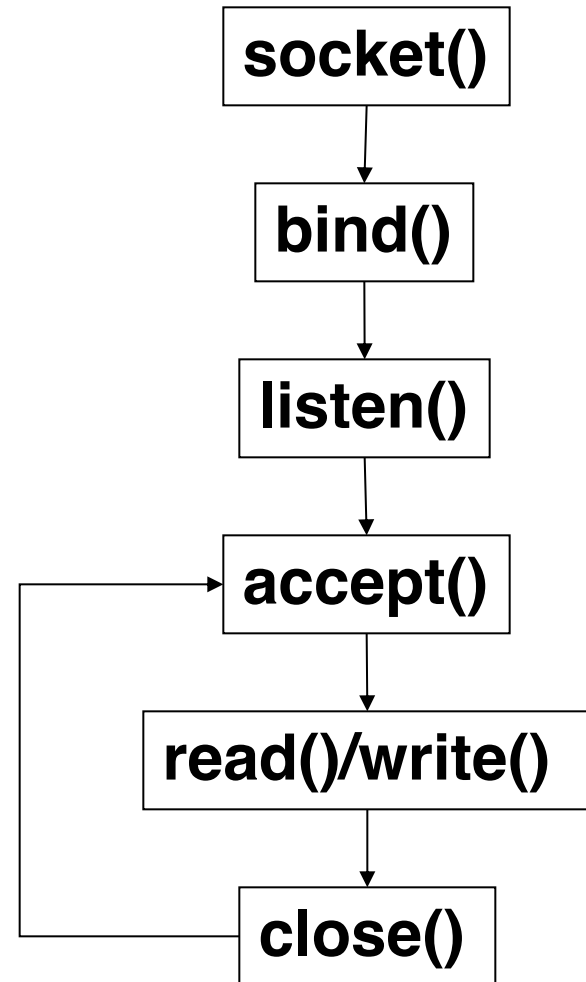 socket()
bind()
listen()
accept()
read()/write()
close()